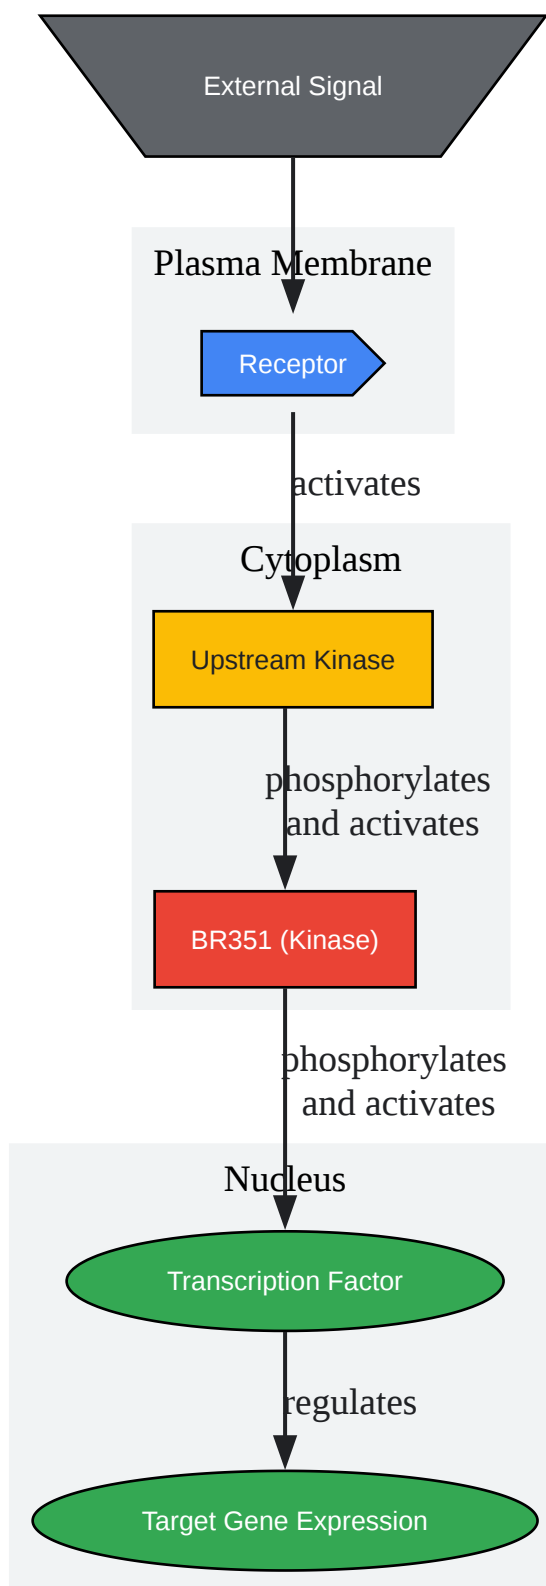 External Signal
Plasma Membrane
Receptor
activates
Cytoplasm
Upstream Kinase
phosphorylates
and activates
BR351 (Kinase)
phosphorylates
and activates
Nucleus
Transcription Factor
regulates
Target Gene Expression